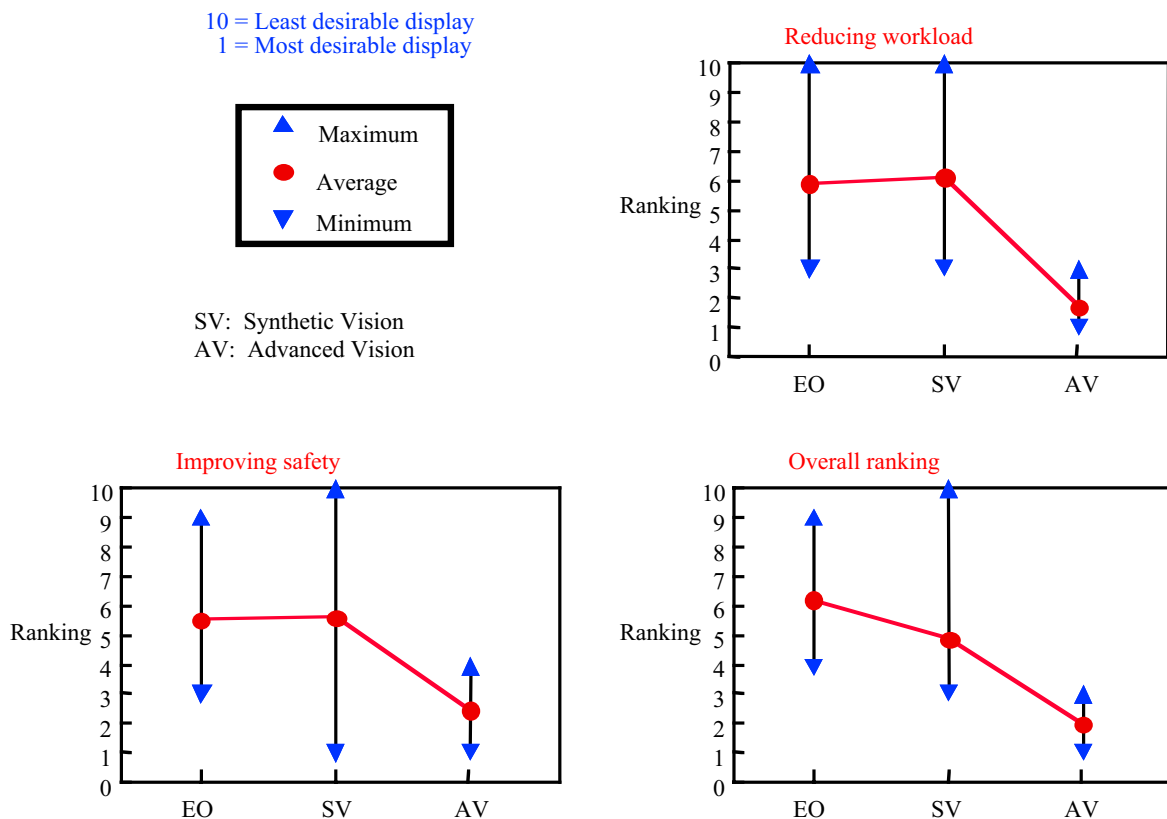 10 = Least desirable display
1 = Most desirable display
Maximum
Average
Minimum
SV: Synthetic Vision
AV: Advanced Vision
Reducing workload
10
9
8
7
6
5
4
3
2
1
0
Ranking
EO SV AV
Improving safety
10
9
8
7
6
5
4
3
2
1
0
Ranking
EO SV AV
Overall ranking
10
9
8
7
6
5
4
3
2
1
0
Ranking
EO SV AV